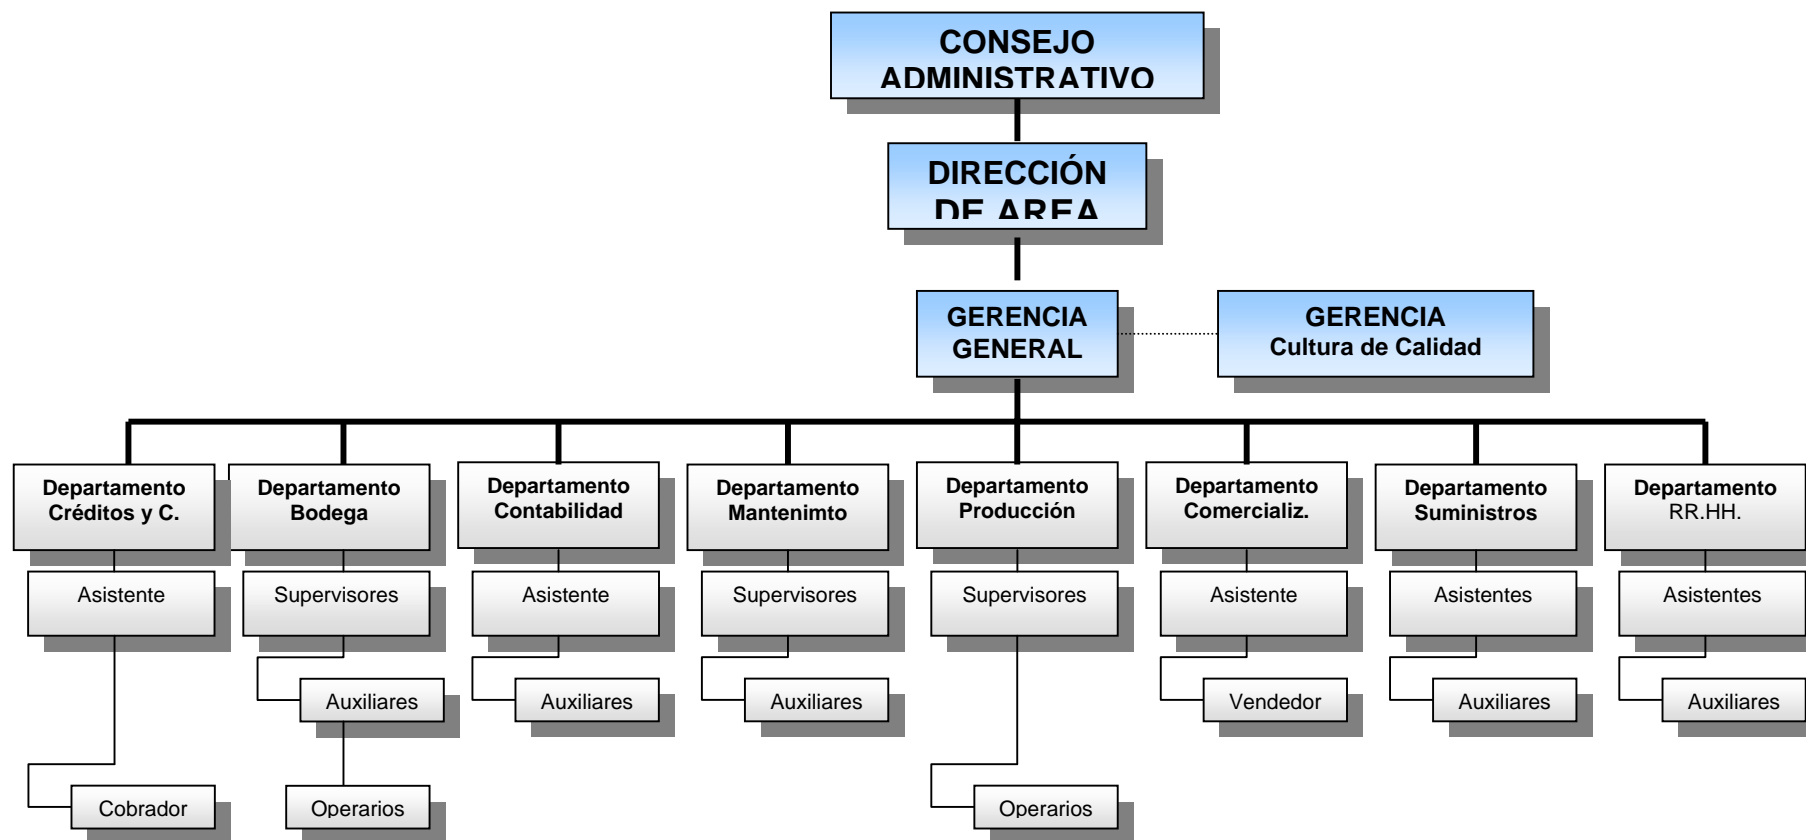 CONSEJO
ADMINISTRATIVO
DIRECCIÓN
DE AREA
GERENCIA
GENERAL
GERENCIA
Cultura de Calidad
Departamento
Créditos y C.
Departamento
Bodega
Departamento
Contabilidad
Departamento
Mantenimto
Departamento
Producción
Departamento
Comercializ.
Departamento
Suministros
Departamento
RR.HH.
Asistente
Supervisores
Asistente
Supervisores
Supervisores
Asistente
Asistentes
Asistentes
Auxiliares
Auxiliares
Auxiliares
Vendedor
Auxiliares
Auxiliares
Cobrador
Operarios
Operarios